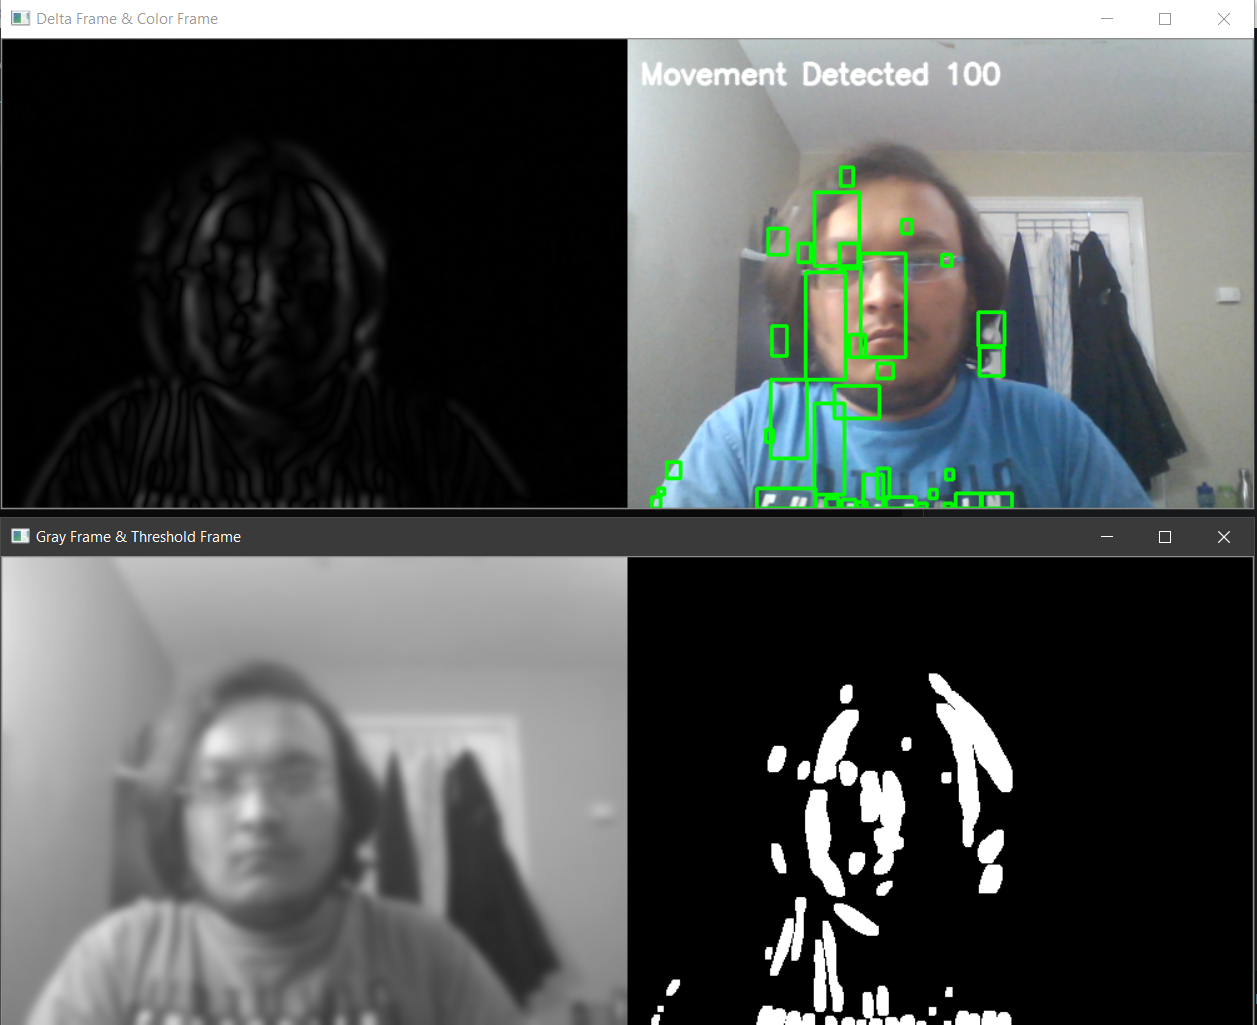 Delta Frame & Color Frame
Movement Detected 100
Gray Frame & Threshold Frame